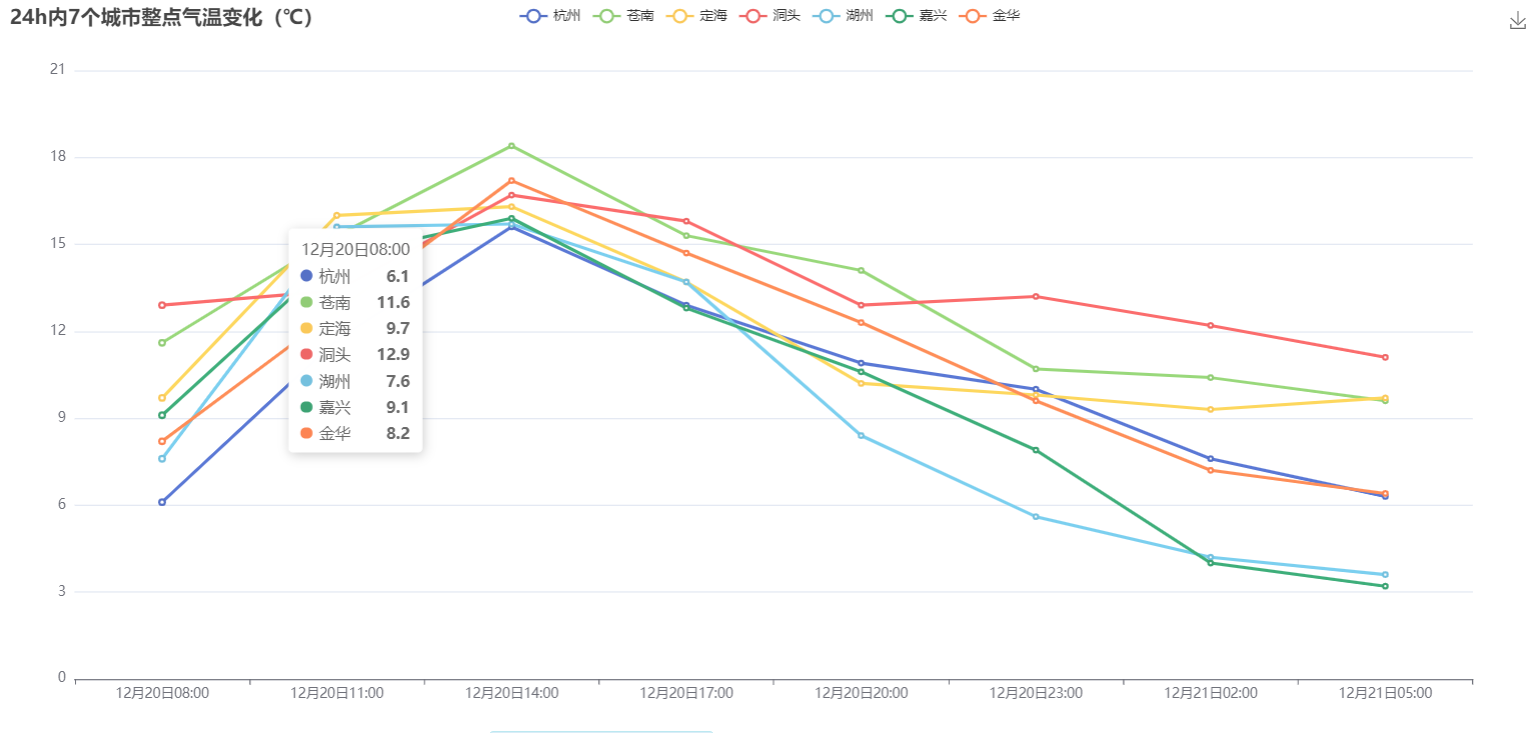 24h内7个城市整点气温变化（℃）
杭州 苍南 定海 洞头 湖州 嘉兴 金华
21
18
15
12
9
6
3
0
12月20日08:00
杭州 6.1
苍南 11.6
定海 9.7
洞头 12.9
湖州 7.6
嘉兴 9.1
金华 8.2
12月20日08:00 12月20日11:00 12月20日14:00 12月20日17:00 12月20日20:00 12月20日23:00 12月21日02:00 12月21日05:00